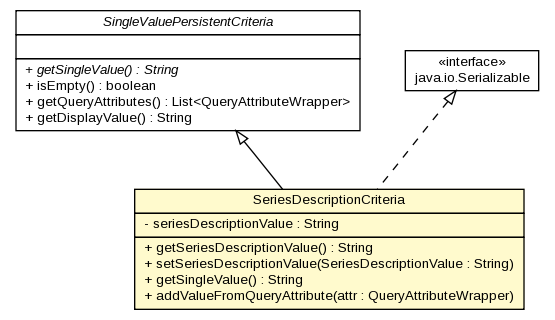 SingleValuePersistentCriteria
+ getSingleValue() : String
+ isEmpty() : boolean
+ getQueryAttributes() : List<QueryAttributeWrapper>
+ getDisplayValue() : String
«interface»
java.io.Serializable
SeriesDescriptionCriteria
- seriesDescriptionValue : String
+ getSeriesDescriptionValue() : String
+ setSeriesDescriptionValue(SeriesDescriptionValue : String)
+ getSingleValue() : String
+ addValueFromQueryAttribute(attr : QueryAttributeWrapper)